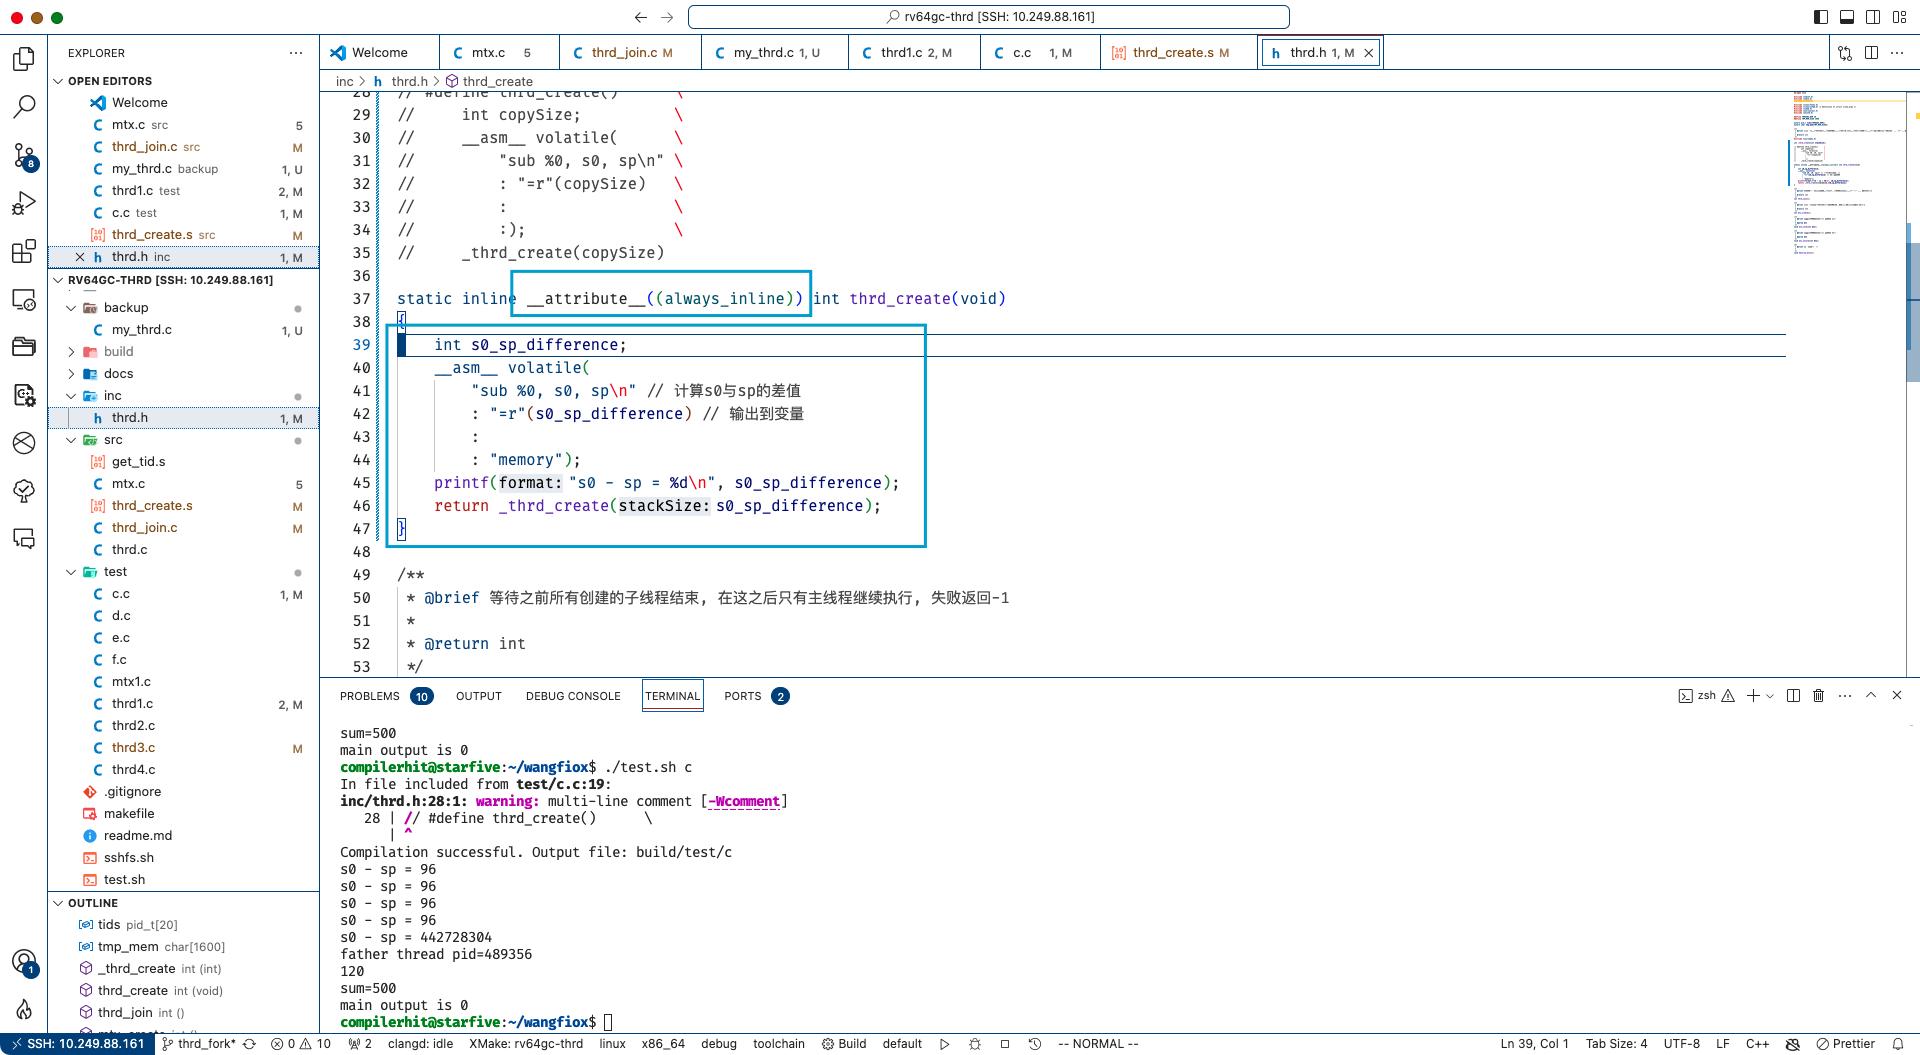 rv64gc-thrd [SSH: 10.249.88.161]
EXPLORER
OPEN EDITORS
Welcome
mtx.c src 5
thrd_join.c src M
my_thrd.c backup 1, U
thrd1.c test 2, M
c.c test 1, M
thrd_create.s src M
thrd.h inc 1, M
RV64GC-THRD [SSH: 10.249.88.161]
backup
my_thrd.c 1, U
build
docs
inc
thrd.h 1, M
src
get_tid.s
mtx.c 5
thrd_create.s M
thrd_join.c M
thrd.c
test
c.c 1, M
d.c
e.c
f.c
mtx1.c
thrd1.c 2, M
thrd2.c
thrd3.c M
thrd4.c
.gitignore
makefile
readme.md
sshfs.sh
test.sh
OUTLINE
tids pid_t[20]
tmp_mem char[1600]
_thrd_create int (int)
thrd_create int (void)
thrd_join int ()
8
1
Welcome mtx.c 5 thrd_join.c M my_thrd.c 1, U thrd1.c 2, M c.c 1, M thrd_create.s M thrd.h 1, M
inc > h thrd.h > thrd_create
28 // #define thrd_create() \
29 // int copySize; \
30 // __asm__ volatile( \
31 // "sub %0, s0, sp\n" \
32 // : "=r"(copySize) \
33 // : \
34 // :); \
35 // _thrd_create(copySize)
36
37 static inline __attribute__((always_inline)) int thrd_create(void)
38 {
39 int s0_sp_difference;
40 __asm__ volatile(
41 "sub %0, s0, sp\n" // 计算s0与sp的差值
42 : "=r"(s0_sp_difference) // 输出到变量
43 :
44 : "memory");
45 printf(format: "s0 - sp = %d\n", s0_sp_difference);
46 return _thrd_create(stackSize: s0_sp_difference);
47 }
48
49 /**
50 * @brief 等待之前所有创建的子线程结束, 在这之后只有主线程继续执行, 失败返回-1
51 *
52 * @return int
53 */
PROBLEMS 10 OUTPUT DEBUG CONSOLE TERMINAL PORTS 2
zsh
sum=500
main output is 0
compilerhit@starfive:~/wangfiox$ ./test.sh c
In file included from test/c.c:19:
inc/thrd.h:28:1: warning: multi-line comment [-Wcomment]
28 | // #define thrd_create() \
| ^
Compilation successful. Output file: build/test/c
s0 - sp = 96
s0 - sp = 96
s0 - sp = 96
s0 - sp = 96
s0 - sp = 442728304
father thread pid=489356
120
sum=500
main output is 0
compilerhit@starfive:~/wangfiox$
SSH: 10.249.88.161 thrd_fork* 0 10 2 clangd: idle XMake: rv64gc-thrd linux x86_64 debug toolchain Build default -- NORMAL -- Ln 39, Col 1 Tab Size: 4 UTF-8 LF C++ Prettier